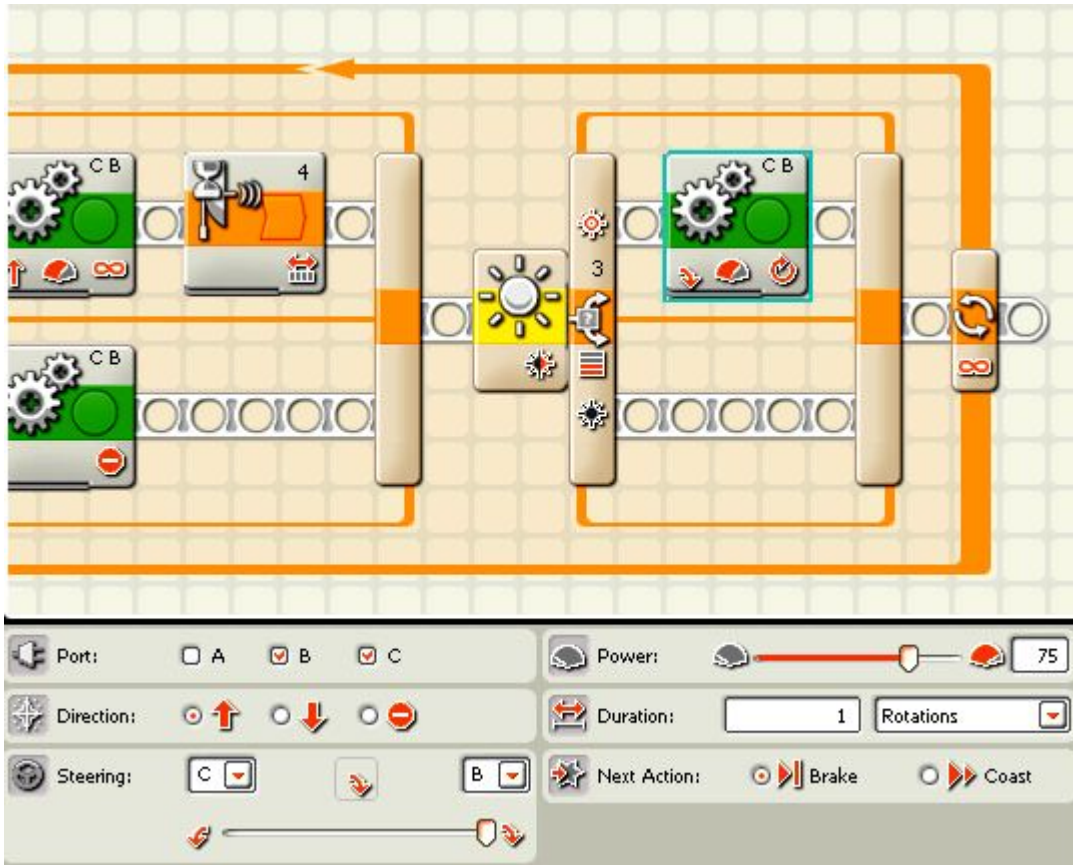 C B
4
C B
3
C B
Port: A B C
Power: 75
Direction:
Duration: 1 Rotations
Steering: C B
Next Action: Brake Coast